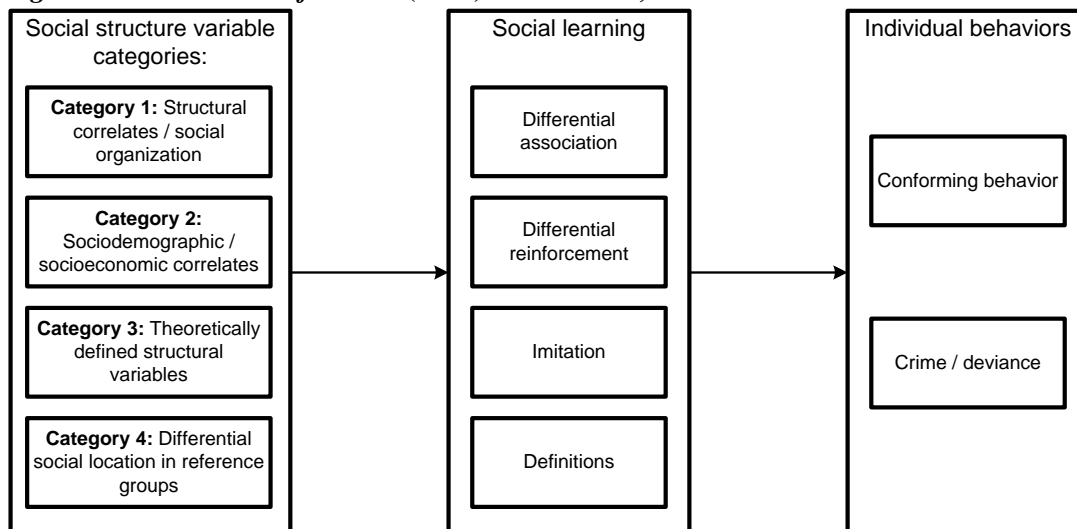 Social structure variable
categories:
Category 1: Structural
correlates / social
organization
Category 2:
Sociodemographic /
socioeconomic correlates
Category 3: Theoretically
defined structural
variables
Category 4: Differential
social location in reference
groups
Social learning
Differential
association
Differential
reinforcement
Imitation
Definitions
Individual behaviors
Conforming behavior
Crime / deviance